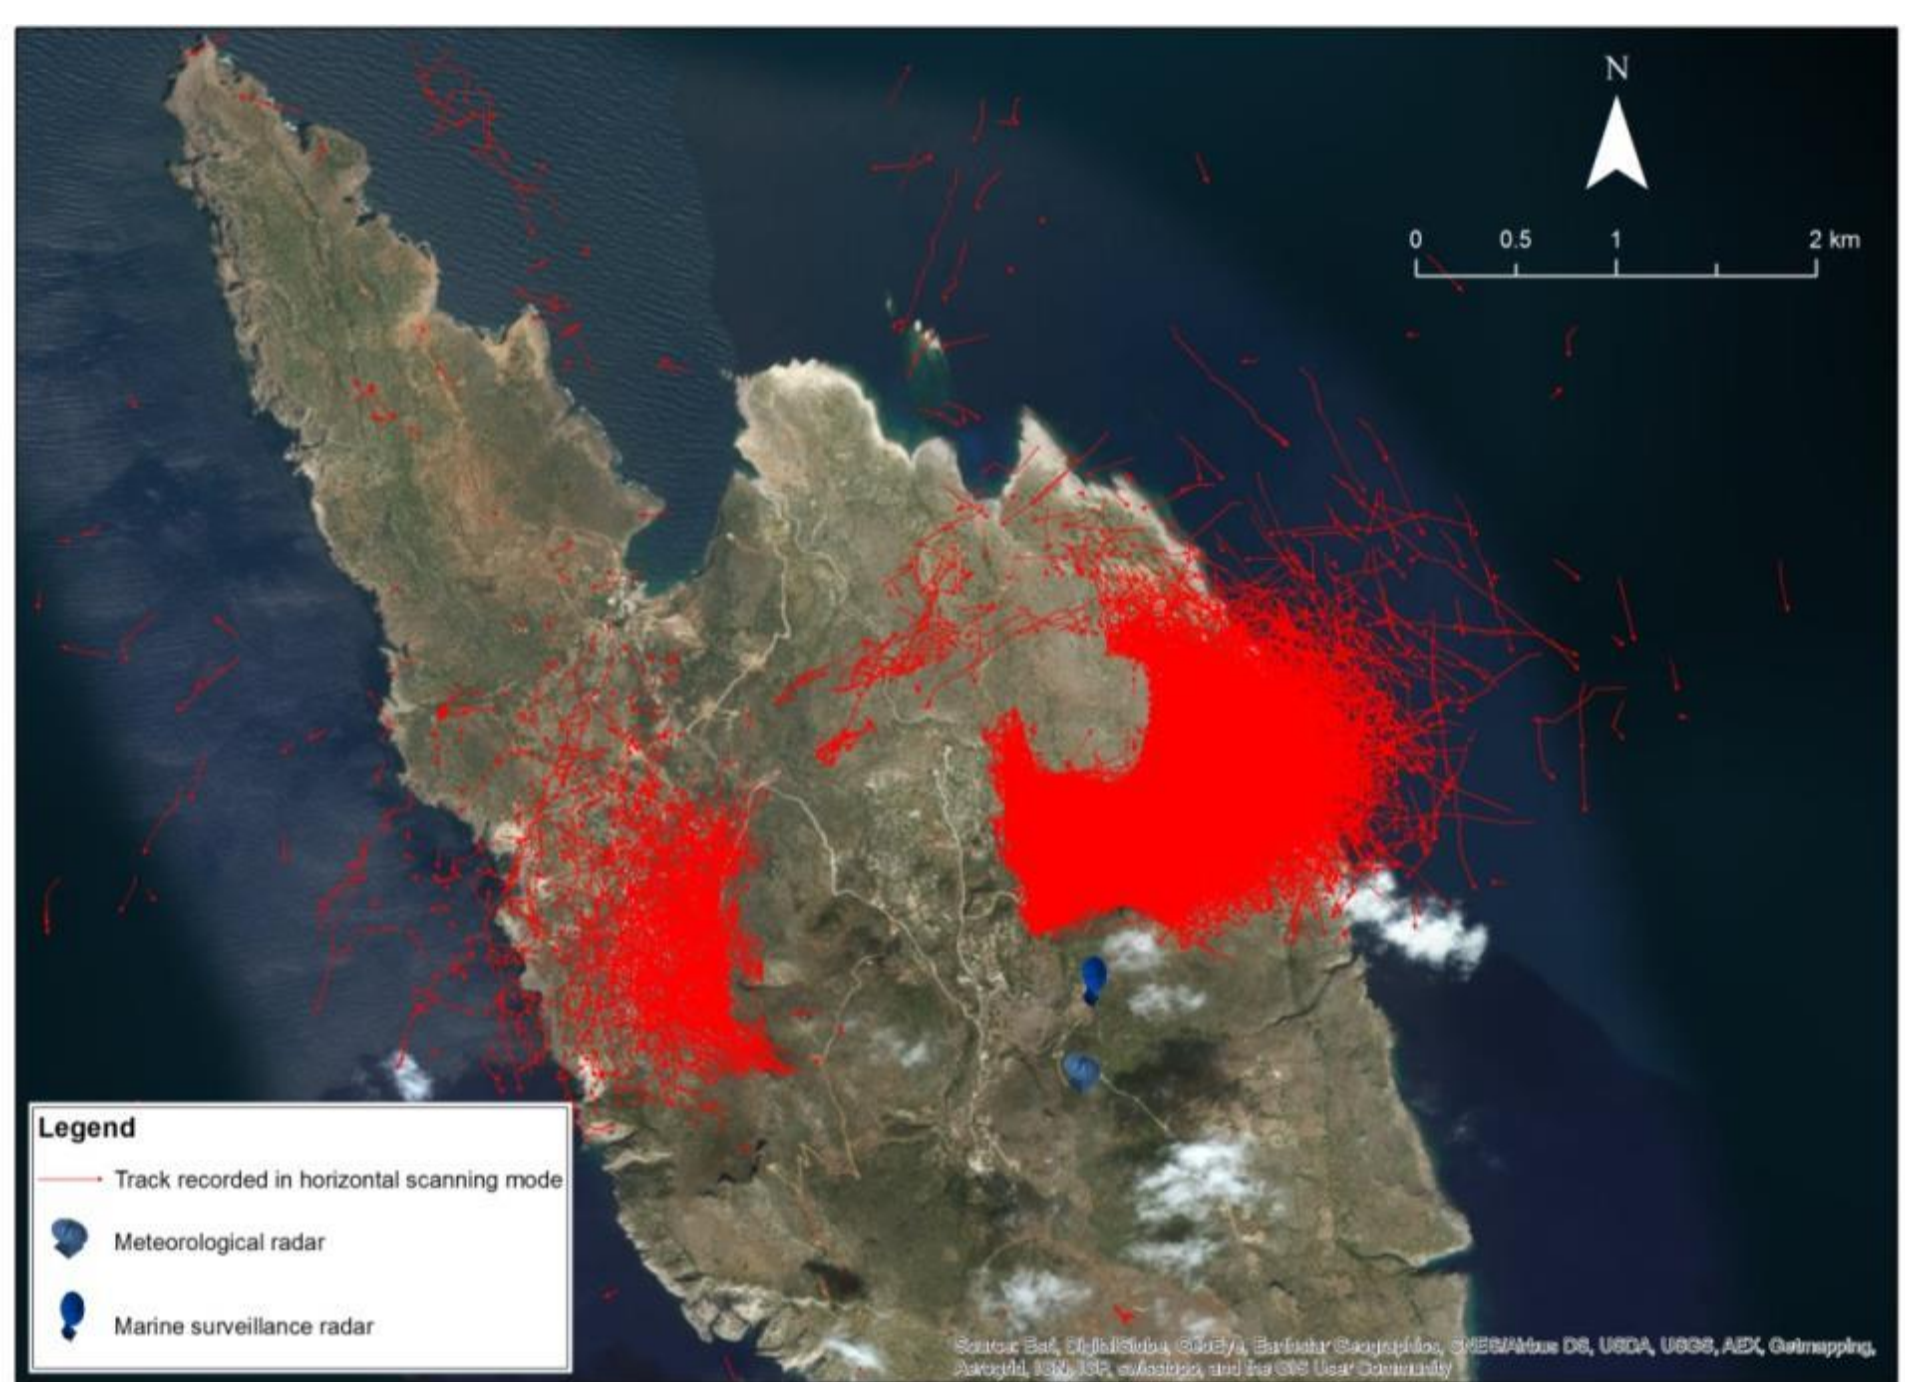 N
0 0.5 1 2 km
Legend
Track recorded in horizontal scanning mode
Meteorological radar
Marine surveillance radar
Source: Esri, DigitalGlobe, GeoEye, Earthstar Geographics, CNES/Airbus DS, USDA, USGS, AEX, Getmapping,
Aerogrid, IGN, IGP, swisstopo, and the GIS User Community